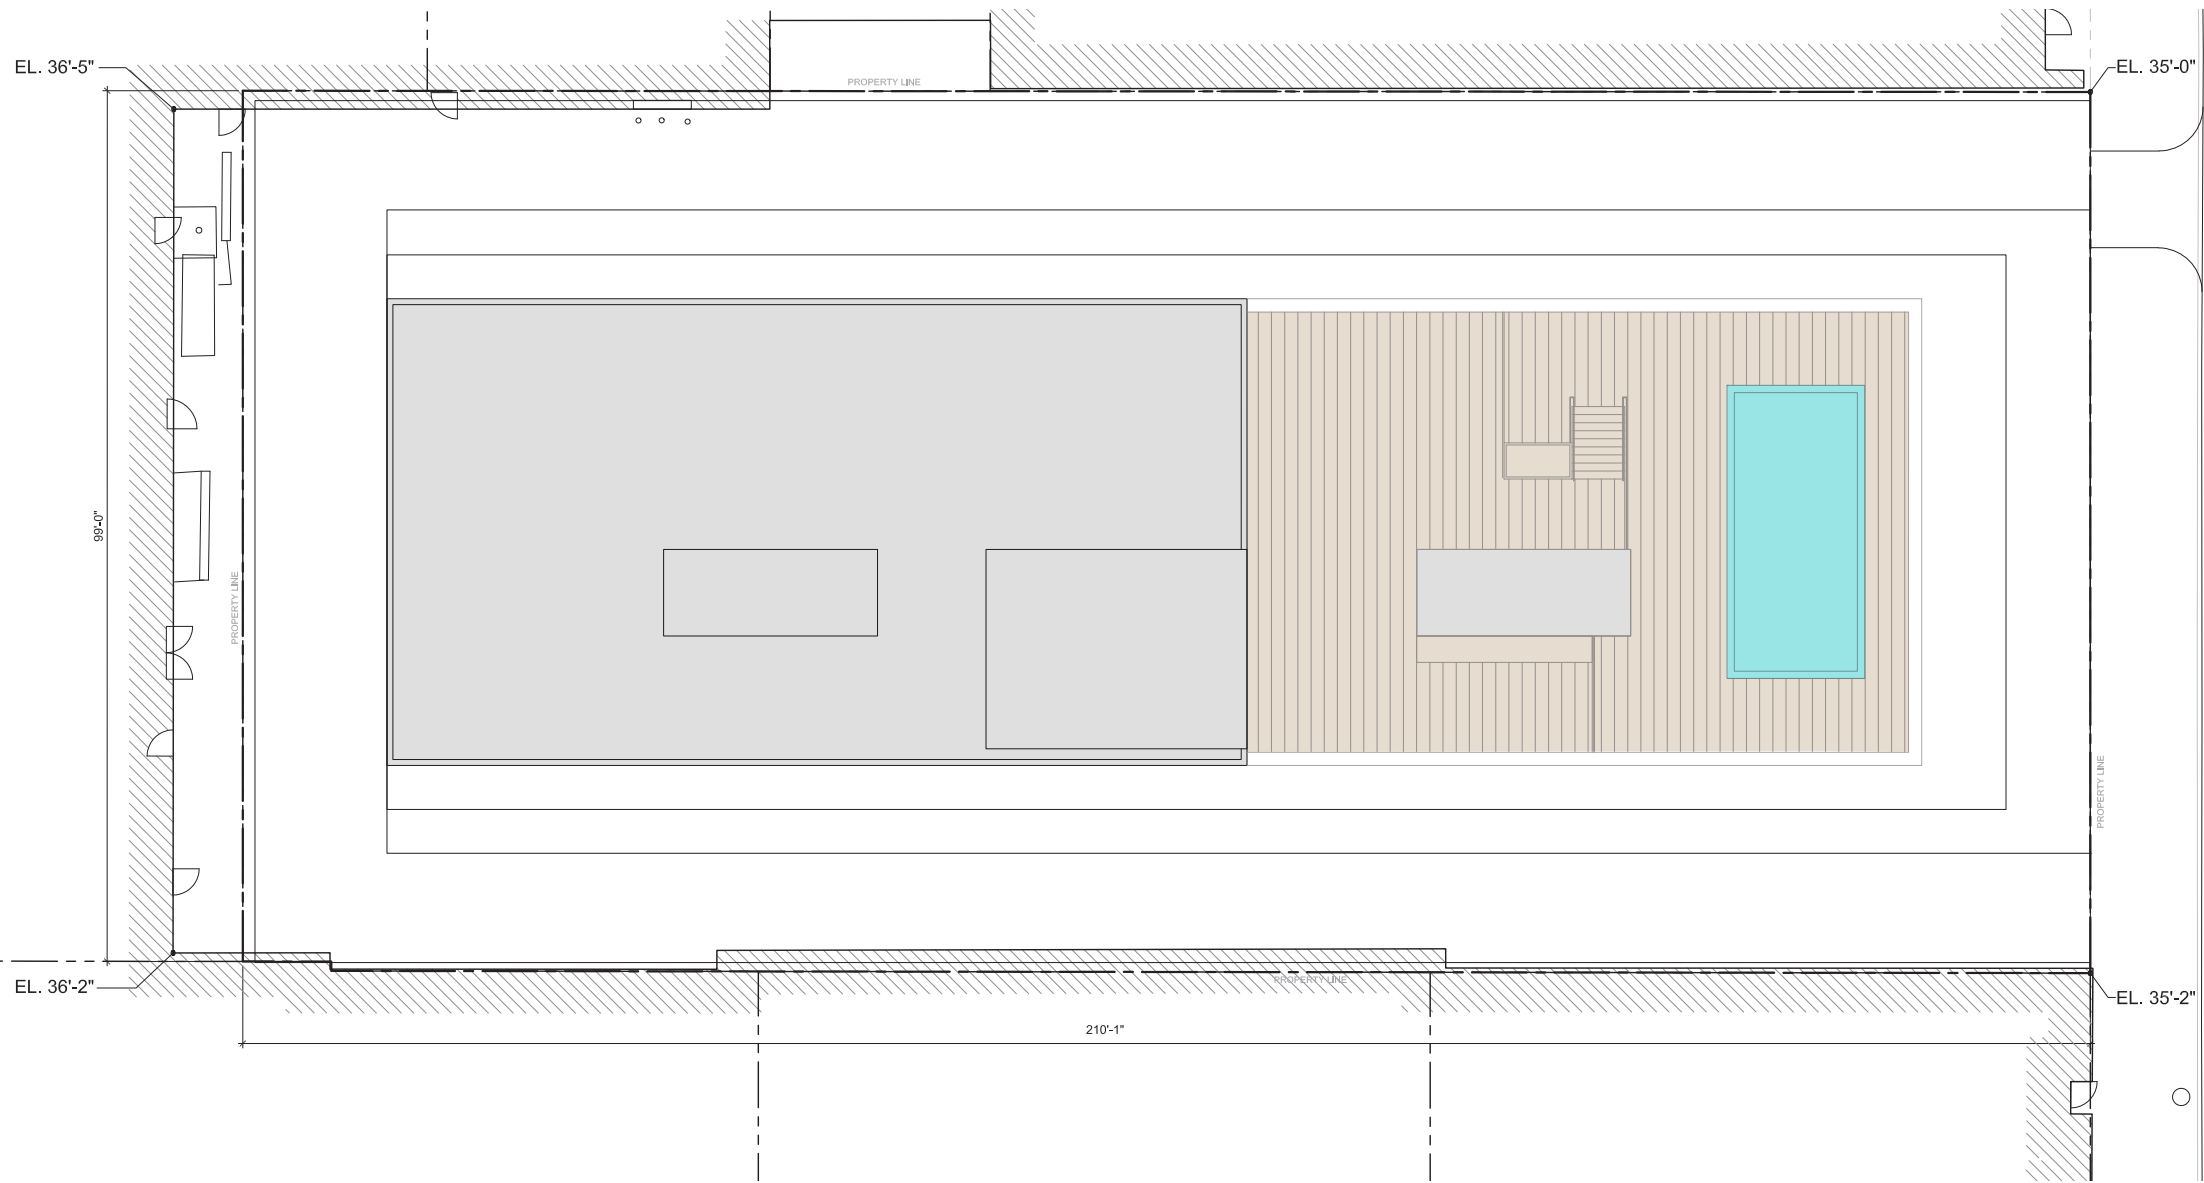 EL. 36'-5"
PROPERTY LINE
EL. 35'-0"
99'-0"
PROPERTY LINE
PROPERTY LINE
EL. 36'-2"
PROPERTY LINE
EL. 35'-2"
210'-1"